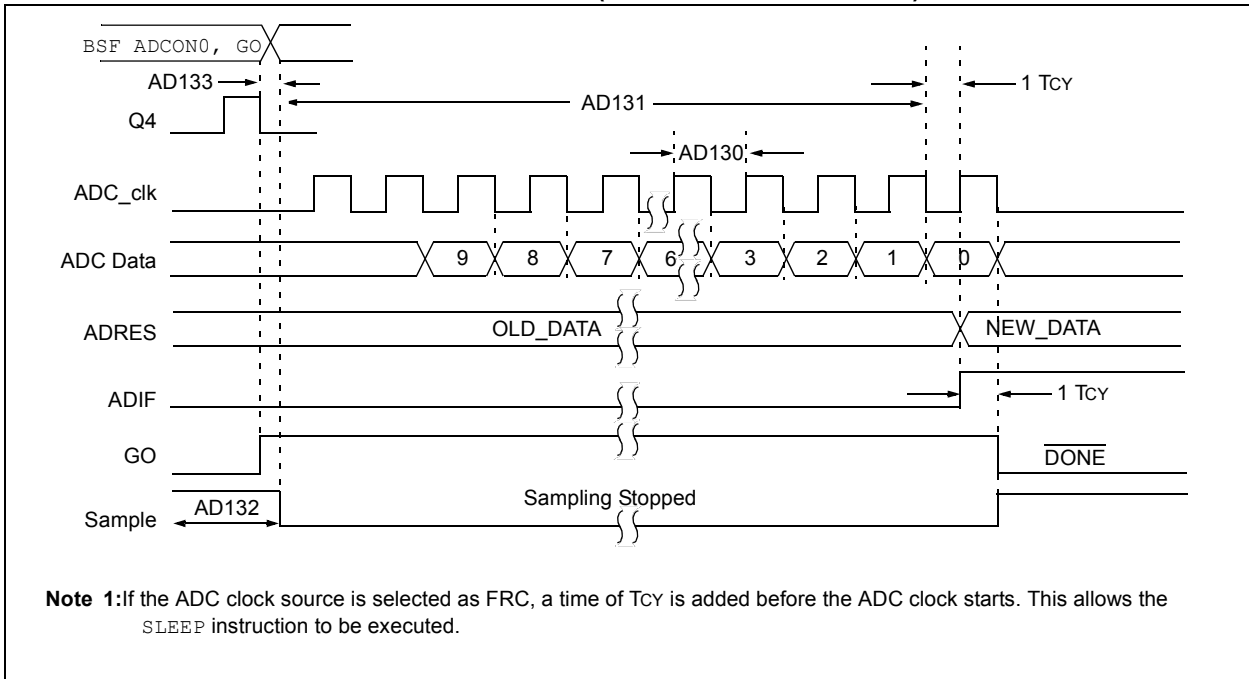 BSF ADCON0, GO
AD133
1 TCY
AD131
Q4
AD130
ADC_clk
ADC Data
9 8 7 6 3 2 1 0
ADRES
OLD_DATA
NEW_DATA
ADIF
1 TCY
GO
DONE
AD132
Sampling Stopped
Sample
Note 1:If the ADC clock source is selected as FRC, a time of TCY is added before the ADC clock starts. This allows the
SLEEP instruction to be executed.